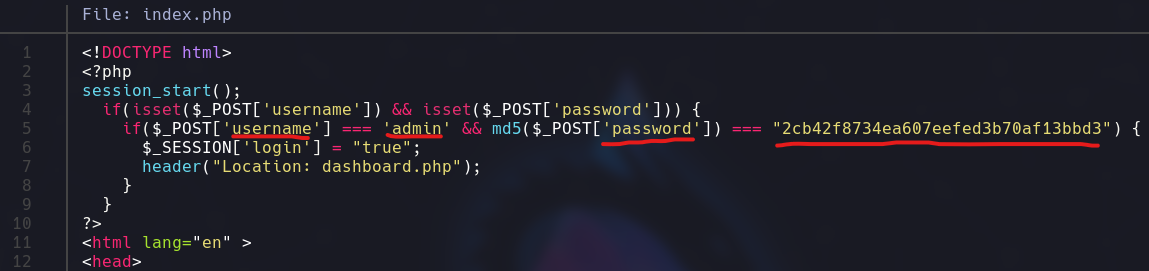 File: index.php
1 <!DOCTYPE html>
2 <?php
3 session_start();
4 if(isset($_POST['username']) && isset($_POST['password'])) {
5 if($_POST['username'] === 'admin' && md5($_POST['password']) === "2cb42f8734ea607eefed3b70af13bbd3") {
6 $_SESSION['login'] = "true";
7 header("Location: dashboard.php");
8 }
9 }
10 ?>
11 <html lang="en" >
12 <head>